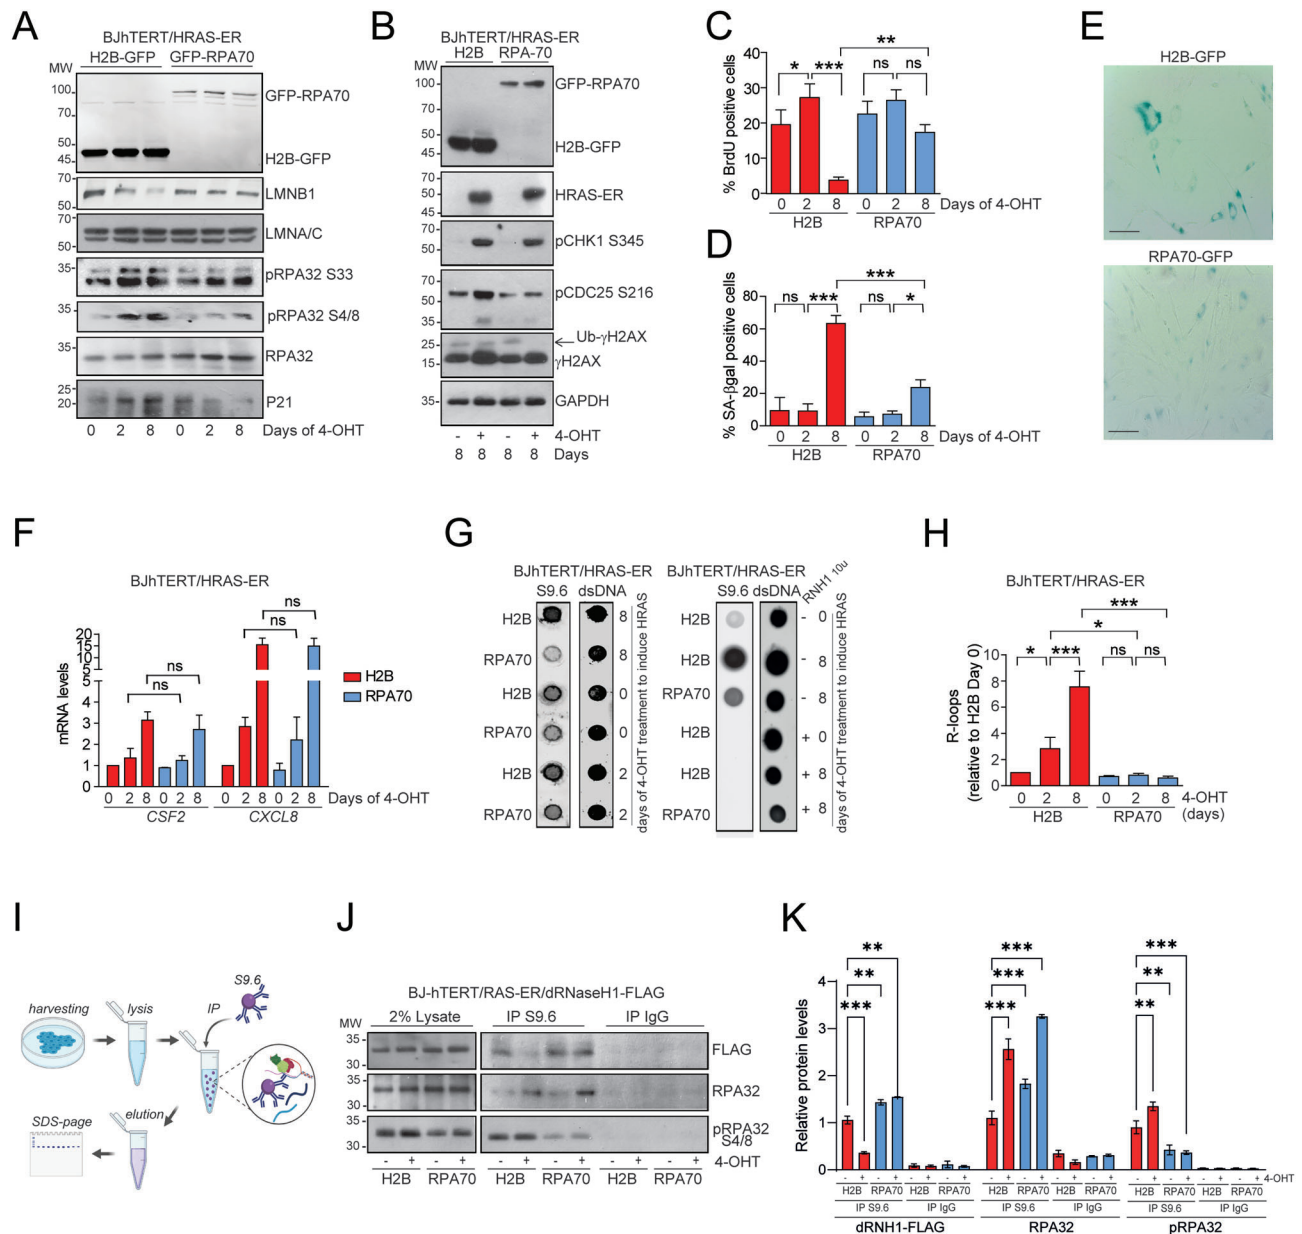 A
BJhTERT/HRAS-ER
H2B-GFP GFP-RPA70
MW
100-
70-
50-
45-
GFP-RPA70
H2B-GFP
70-
50-
LMNB1
70-
50-
LMNA/C
35-
pRPA32 S33
35-
pRPA32 S4/8
35-
RPA32
21-
20-
P21
0 2 8 0 2 8 Days of 4-OHT
B
BJhTERT/HRAS-ER
H2B RPA-70
MW
100-
70-
50-
45-
GFP-RPA70
H2B-GFP
70-
50-
45-
HRAS-ER
70-
50-
pCHK1 S345
70-
50-
pCDC25 S216
25-
15-
Ub-γH2AX
γH2AX
35-
GAPDH
- + - + 4-OHT
8 8 8 8 Days
C
% BrdU positive cells
40
30
20
10
0
* *** ** ns ns
0 2 8 0 2 8 Days of 4-OHT
H2B RPA70
D
% SA-βgal positive cells
80
60
40
20
0
ns *** *** ns *
0 2 8 0 2 8 Days of 4-OHT
H2B RPA70
E
H2B-GFP
RPA70-GFP
F
BJhTERT/HRAS-ER
mRNA levels
20
15
10
5
4
3
2
1
0
ns
ns
ns
ns
H2B
RPA70
0 2 8 0 2 8 0 2 8 0 2 8 Days of 4-OHT
CSF2 CXCL8
G
BJhTERT/HRAS-ER
S9.6 dsDNA
H2B 8
RPA70 8
H2B 0
RPA70 0
H2B 2
RPA70 2
days of 4-OHT treatment to induce HRAS
BJhTERT/HRAS-ER
S9.6 dsDNA RNH1 10u
H2B - 0
H2B - 8
RPA70 - 8
H2B + 0
H2B + 8
RPA70 + 8
days of 4-OHT treatment to induce HRAS
H
BJhTERT/HRAS-ER
R-loops
(relative to H2B Day 0)
10
8
6
4
2
0
* *** * *** ns ns
0 2 8 0 2 8 4-OHT
H2B RPA70 (days)
I
harvesting
lysis
IP
S9.6
elution
SDS-page
J
BJ-hTERT/RAS-ER/dRNaseH1-FLAG
2% Lysate IP S9.6 IP IgG
MW
35-
30-
FLAG
35-
30-
RPA32
35-
30-
pRPA32
S4/8
- + - + - + - + - + - + 4-OHT
H2B RPA70 H2B RPA70 H2B RPA70
K
Relative protein levels
4
3
2
1
0
** ** ***
*** *** ***
*** ** **
- + - + - + - + - + - + - + - + - + - + - + - + 4-OHT
H2B RPA70 H2B RPA70 H2B RPA70 H2B RPA70 H2B RPA70 H2B RPA70
IP S9.6 IP IgG IP S9.6 IP IgG IP S9.6 IP IgG
dRNH1-FLAG RPA32 pRPA32